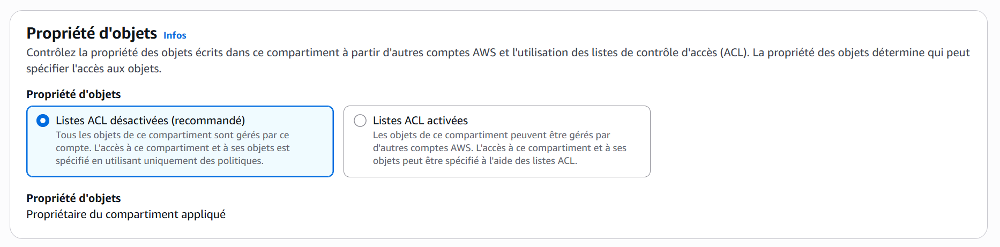 Propriété d'objets Infos
Contrôlez la propriété des objets écrits dans ce compartiment à partir d'autres comptes AWS et l'utilisation des listes de contrôle d'accès (ACL). La propriété des objets détermine qui peut
spécifier l'accès aux objets.
Propriété d'objets
Listes ACL désactivées (recommandé)
Tous les objets de ce compartiment sont gérés par ce
compte. L'accès à ce compartiment et à ses objets est
spécifié en utilisant uniquement des politiques.
Listes ACL activées
Les objets de ce compartiment peuvent être gérés par
d'autres comptes AWS. L'accès à ce compartiment et à ses
objets peut être spécifié à l'aide des listes ACL.
Propriété d'objets
Propriétaire du compartiment appliqué